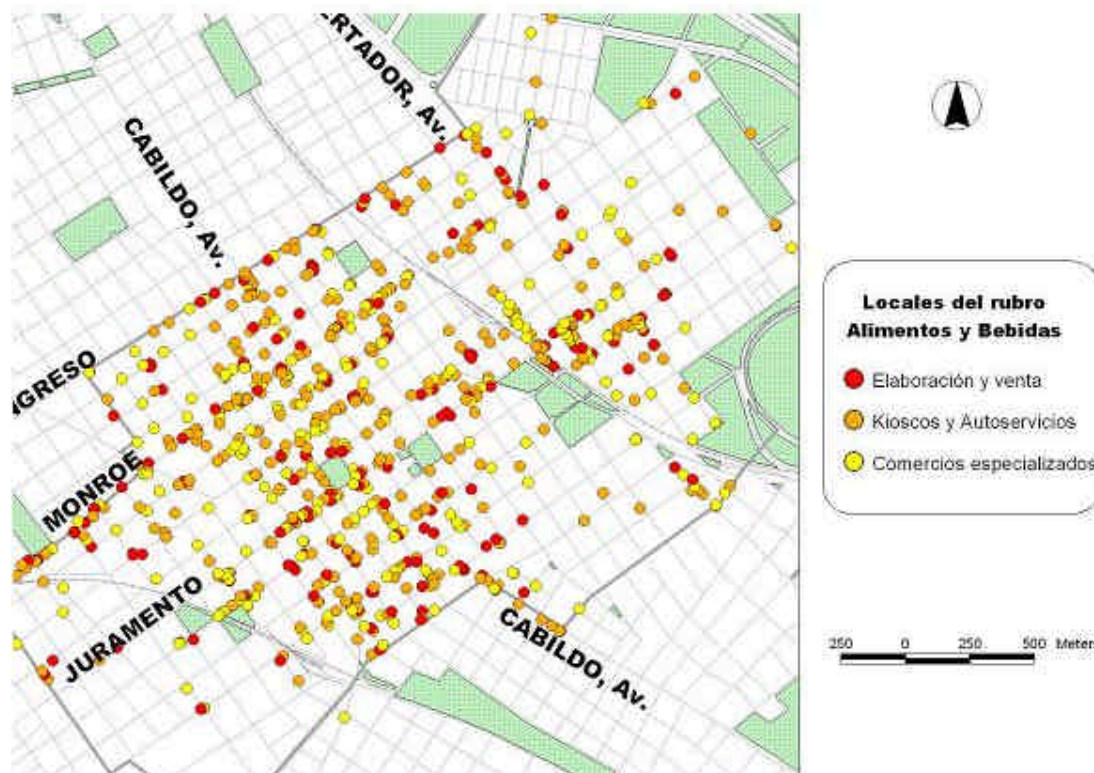 ERTADOR, Av.
CABILDO, Av.
NGRESO
MONROE
JURAMENTO
CABILDO, Av.
Locales del rubro
Alimentos y Bebidas
Elaboración y venta
Kioscos y Autoservicios
Comercios especializados
250 0 250 500 Meters